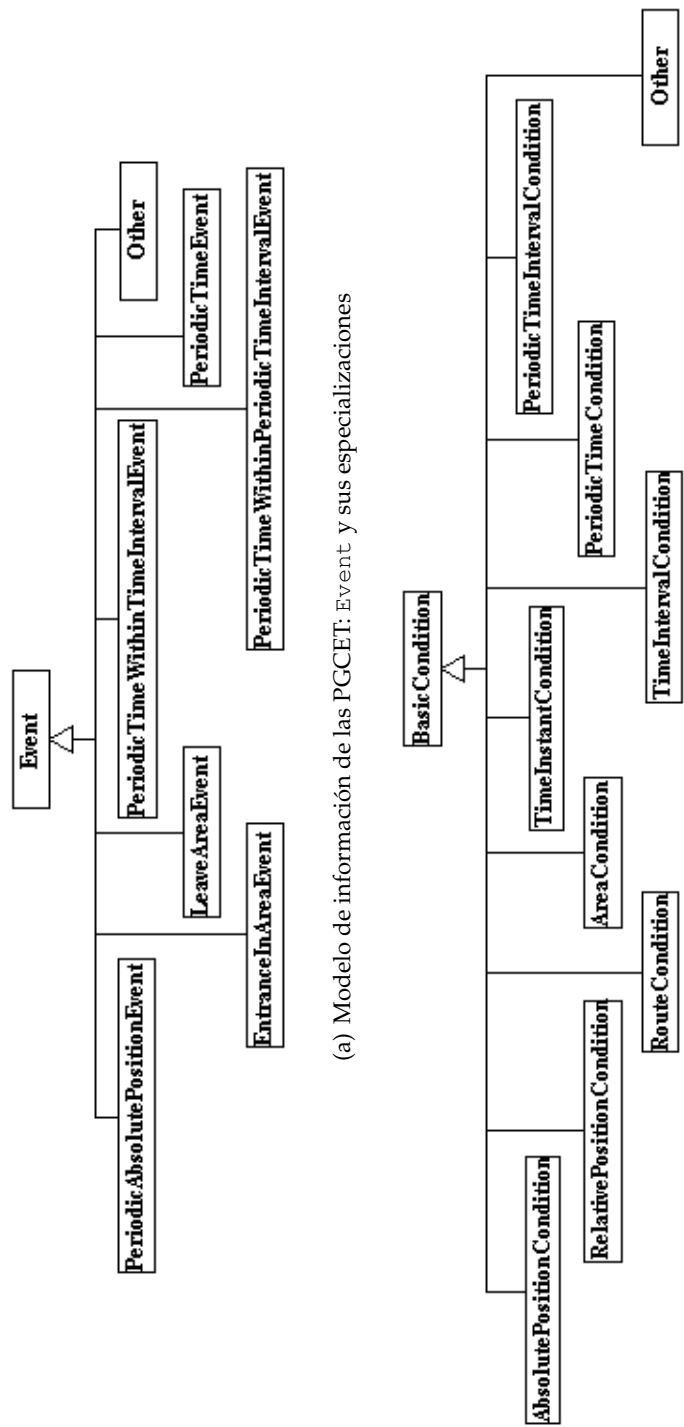 Event
PeriodicAbsolutePositionEvent
PeriodicTimeWithinTimeIntervalEvent
Other
LeaveAreaEvent
PeriodicTimeEvent
EntranceInAreaEvent
PeriodicTimeWithinPeriodicTimeIntervalEvent
(a) Modelo de información de las PGCET: Event y sus especializaciones
BasicCondition
AbsolutePositionCondition
TimeInstantCondition
PeriodicTimeIntervalCondition
RelativePositionCondition
AreaCondition
PeriodicTimeCondition
RouteCondition
TimeIntervalCondition
Other